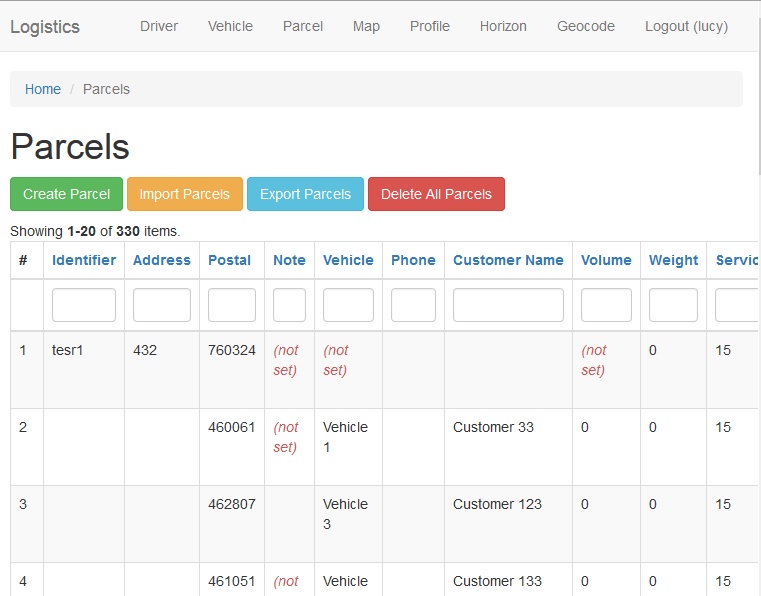 Logistics Driver Vehicle Parcel Map Profile Horizon Geocode Logout (lucy)
Home / Parcels
Parcels
Create Parcel Import Parcels Export Parcels Delete All Parcels
Showing 1-20 of 330 items.
# Identifier Address Postal Note Vehicle Phone Customer Name Volume Weight Servic
1 tesr1 432 760324 (not (not (not 0 15
set) set) set)
2 460061 (not Vehicle Customer 33 0 0 15
set) 1
3 462807 Vehicle Customer 123 0 0 15
3
4 461051 (not Vehicle Customer 133 0 0 15